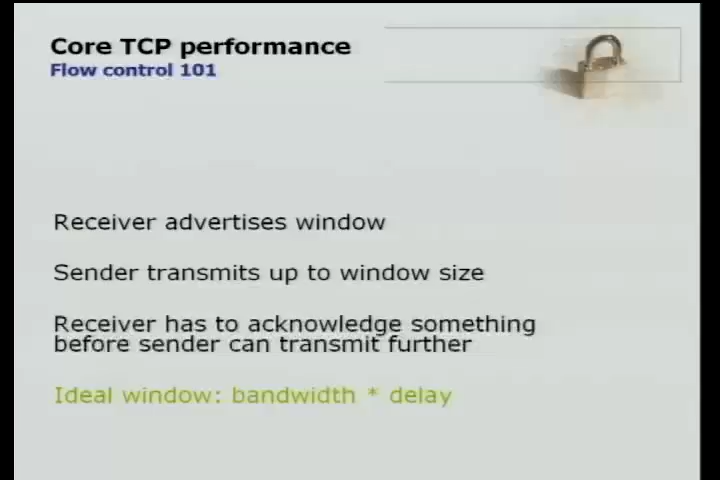 Core TCP performance
Flow control 101
Receiver advertises window
Sender transmits up to window size
Receiver has to acknowledge something
before sender can transmit further
Ideal window: bandwidth * delay